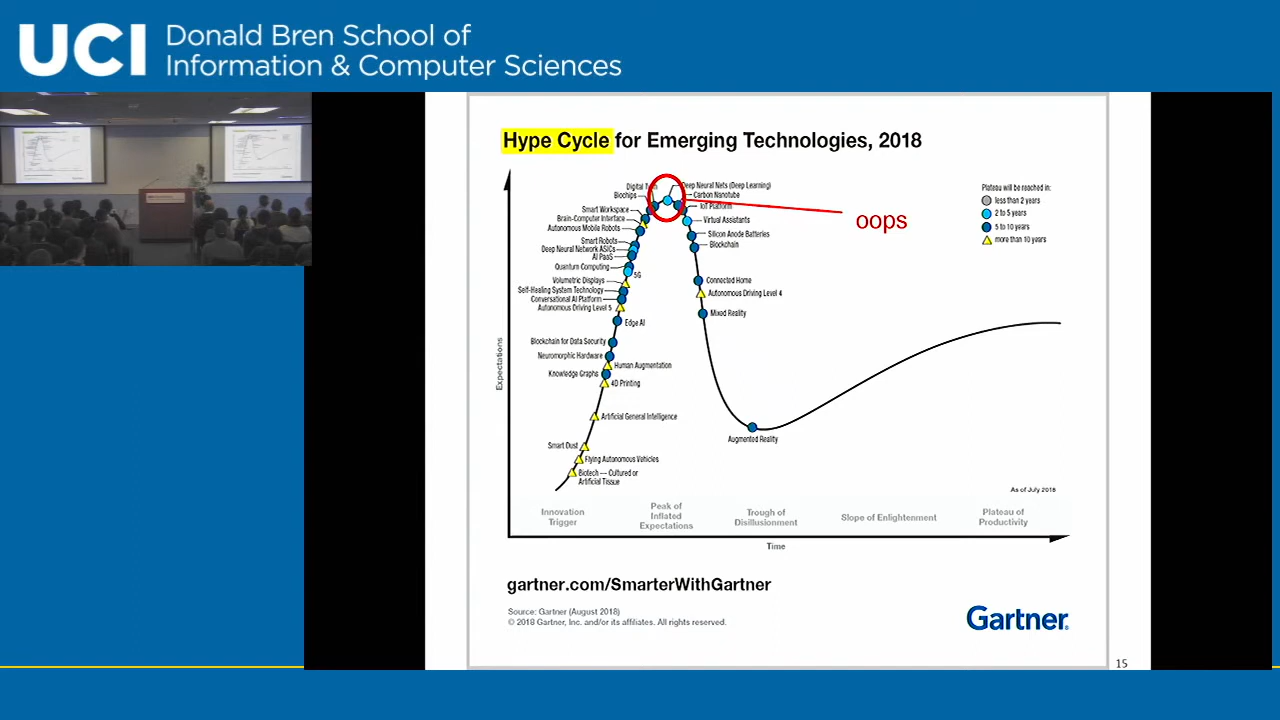 UCI
Donald Bren School of
Information & Computer Sciences
Hype Cycle for Emerging Technologies, 2018
Digital
Deep Neural Nets (Deep Learning)
Biochips
Carbon Nanotube
Smart Workspace
IoT Platform
Brain-Computer Interface
Virtual Assistants
Autonomous Mobile Robots
Silicon Anode Batteries
Smart Robots
Blockchain
Deep Neural Network ASICs
AI PaaS
Quantum Computing
5G
Volumetric Displays
Connected Home
Self-Healing System Technology
Autonomous Driving Level 4
Conversational AI Platform
Autonomous Driving Level 5
Mixed Reality
Edge AI
Blockchain for Data Security
Neuromorphic Hardware
Human Augmentation
Knowledge Graphs
4D Printing
Artificial General Intelligence
Augmented Reality
Smart Dust
Flying Autonomous Vehicles
Biotech — Cultured or
Artificial Tissue
oops
Plateau will be reached in:
less than 2 years
2 to 5 years
5 to 10 years
more than 10 years
Expectations
As of July 2018
Innovation
Trigger
Peak of
Inflated
Expectations
Trough of
Disillusionment
Slope of Enlightenment
Plateau of
Productivity
Time
gartner.com/SmarterWithGartner
Source: Gartner (August 2018)
© 2018 Gartner, Inc. and/or its affiliates. All rights reserved.
Gartner®
15